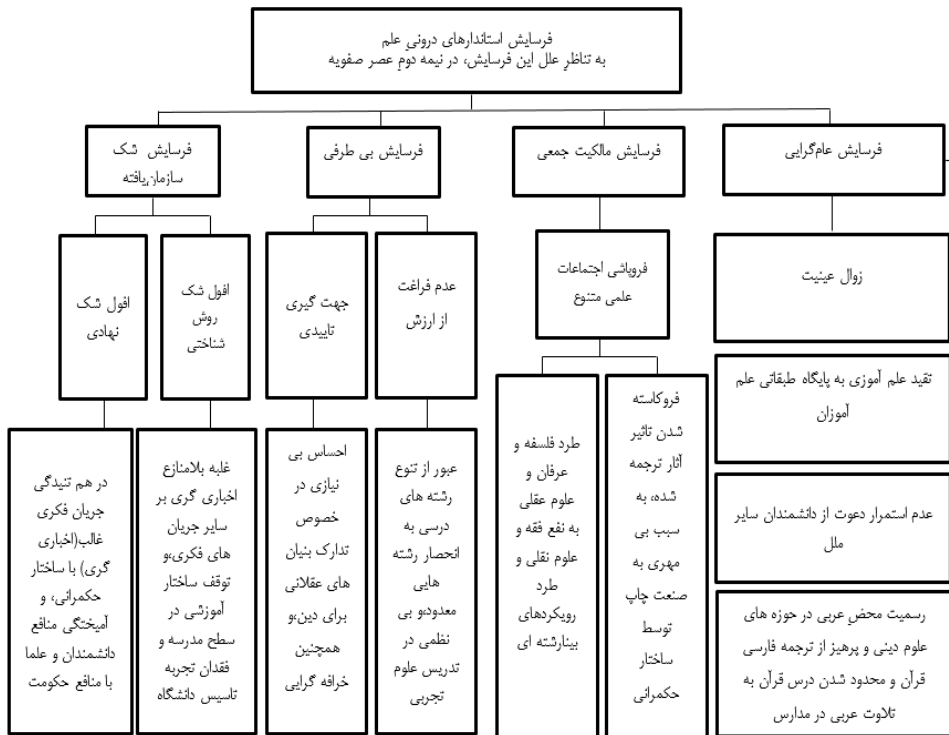 فرسایش استاندارهای درونیِ علم
به تناظرِ علل این فرسایش، در نیمه دومِ عصر صفویه
فرسایش عام‌گرایی
فرسایش مالکیت جمعی
فرسایش بی طرفی
فرسایش شک
سازمان‌یافته
زوال عینیت
تقید علم آموزی به پایگاه طبقاتی علم
آموزان
عدم استمرار دعوت از دانشمندان سایر
ملل
رسمیت محضِ عربی در حوزه های
علوم دینی و پرهیز از ترجمه فارسی
قرآن و محدود شدن درس قرآن به
تلاوت عربی در مدارس
فروپاشی اجتماعات
علمی متنوع
فروکاسته
شدن تاثیر
آثار ترجمه
شده، به
سبب بی
مهری به
صنعت چاپ
توسط
ساختار
حکمرانی
طرد فلسفه و
عرفان و
علوم عقلی
به نفع فقه و
علوم نقلی و
طرد
رویکردهای
بینارشته ای
عدم فراغت
از ارزش
عبور از تنوع
رشته های
درسی به
انحصار رشته
هایی
معدود،و بی
نظمی در
تدریس علوم
تجربی
جهت گیری
تاییدی
احساس بی
نیازی در
خصوص
تدارک بنیان
های عقلانی
برای دین،و
همچنین
خرافه گرایی
افول شک
روش
شناختی
غلبه بلامنازع
اخباری گری بر
سایر جریان
های فکری،و
توقف ساختار
آموزشی در
سطح مدرسه و
فقدان تجربه
تاسیس دانشگاه
افول شک
نهادی
در هم تنیدگی
جریان فکری
غالب(اخباری
گری) با ساختار
حکمرانی، و
آمیختگی منافع
دانشمندان و علما
با منافع حکومت